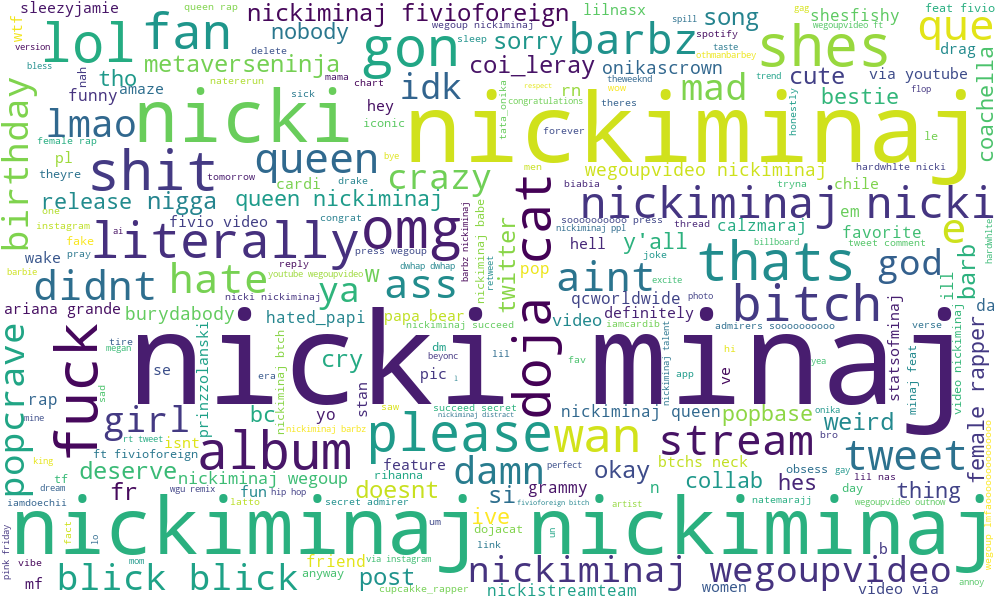 sleezyjamie
queen rap
nickiminaj fivioforeign
lilnasx
spill
gag
feat fivio
wtf
lol
fan
nobody
gon
wegoup nickiminaj
sorry
barbz
song
shesfishy
wegoupvideo ft
que
version
bless
metaverseninja
delete
sleep
coi_leray
onikascrown
spotify
taste
uthmanbarbey
shes
drag
tho
nah
amaze
natererun
mama
chart
idk
respect
rn
theweeknd
mad
trend
cute
via youtube
flop
coachella
birthday
funny
lmao
nicki
sick
hey
iconic
nickiminaj
congratulations
wow
theres
tata_onika
bestie
honestly
female rap
pl
theyre
shit
tomorrow
queen
drake
bye
crazy
men
forever
wegoupvideo nickiminaj
hardwhlte nicki
le
release nigga
cardi
queen nickiminaj
biabia
tryna
chile
one
instagram
fivio video
congrat
omg
doja cat
soooooooooo press
nickiminaj ppl
nickiminaj nicki
thread
calzmaraj
em
favorite
e
hardwhlte
fake
ai
literally
barbz nickiminaj
nickiminaj babe
hell
y'all
billboard
tweet comment
wake
pray
press wegoup
reply
w
retweet
twitter
pop
joke
thats
god
ill
barb
barbie
didnt
hate
youtube wegoupvideo
ya
ass
dwhap dwhap
aint
excite
nicki nickinaj
qcworldwide
photo
bitch
da
ariana grande
burydabody
hated_papi
papa bear
video
definitely
iamcardib
admirers soooooooooo
statsofminaj
verse
popcrave
tire
megan
fuck
sad
se
prinzzolanski
nicki minaj
nickiminaj succeed
cry
dm
beyonc
lil
fav
nickiminaj talent
app
hi
ve
yea
minaj feat
video nickiminaj
rap
mine
girl
nickiminaj btch
era
pic
i
stan
saw
succeed secret
nickiminaj distract
nickiminaj queen
popbase
onika
weird
female rapper
rt tweet
isnt
bc
yo
nickiminaj barbz
please
wan
stream
bro
tweet
king
ft fivioforeign
album
feature
rihanna
damn
perfect
okay
btchs neck
obsess
gay
lil nas
tf
dream
deserve
nickiminaj wegoup
doesnt
grammy
collab
hes
day
thing
iamdoechii
fr
wgu remix
latto
fun
hip hop
secret admirer
si
fivioforeign bitch
artist
n
natemarajj
wegoupvideo outnow
pink friday
fact
lo
nickiminaj nickiminaj
um
dojacat
ive
link
un
vibe
mf
blick blick
mom
friend
anyway
via instagram
cupcakke_rapper
post
nickistreamteam
nickiminaj wegoupvideo
women
b
video via
annoy